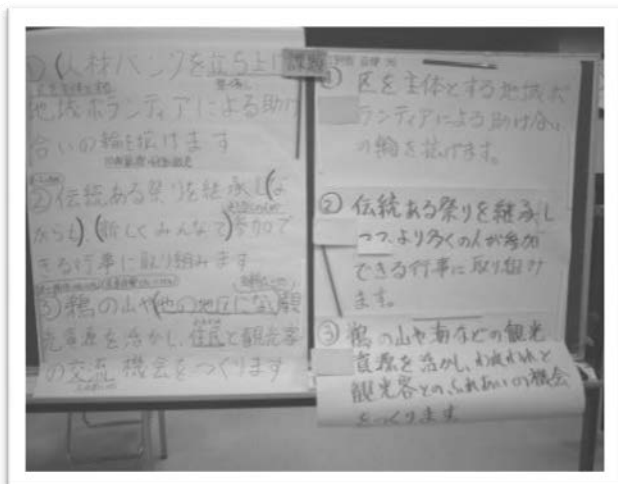 ① (人材バンクを立ち上げ
地域ボランティアによる助け
合いの輪を拡げます
② 伝統ある祭りを継承し(な
がらも)、(新しくみんなで)参加で
きる行事に取り組みます
③ 鵜の山や(他の地区にない)観
光資源を活かし、住民と観光客
の交流機会をつくります
課題
① 区を主体とする地域ボ
ランティアによる助け合い
の輪を拡げます。
② 伝統ある祭りを継承し
つつ、より多くの人が参加
できる行事に取り組み
ます。
③ 鵜の山や海などの観光
資源を活かし、われわれと
観光客とのふれあいの機会
をつくります